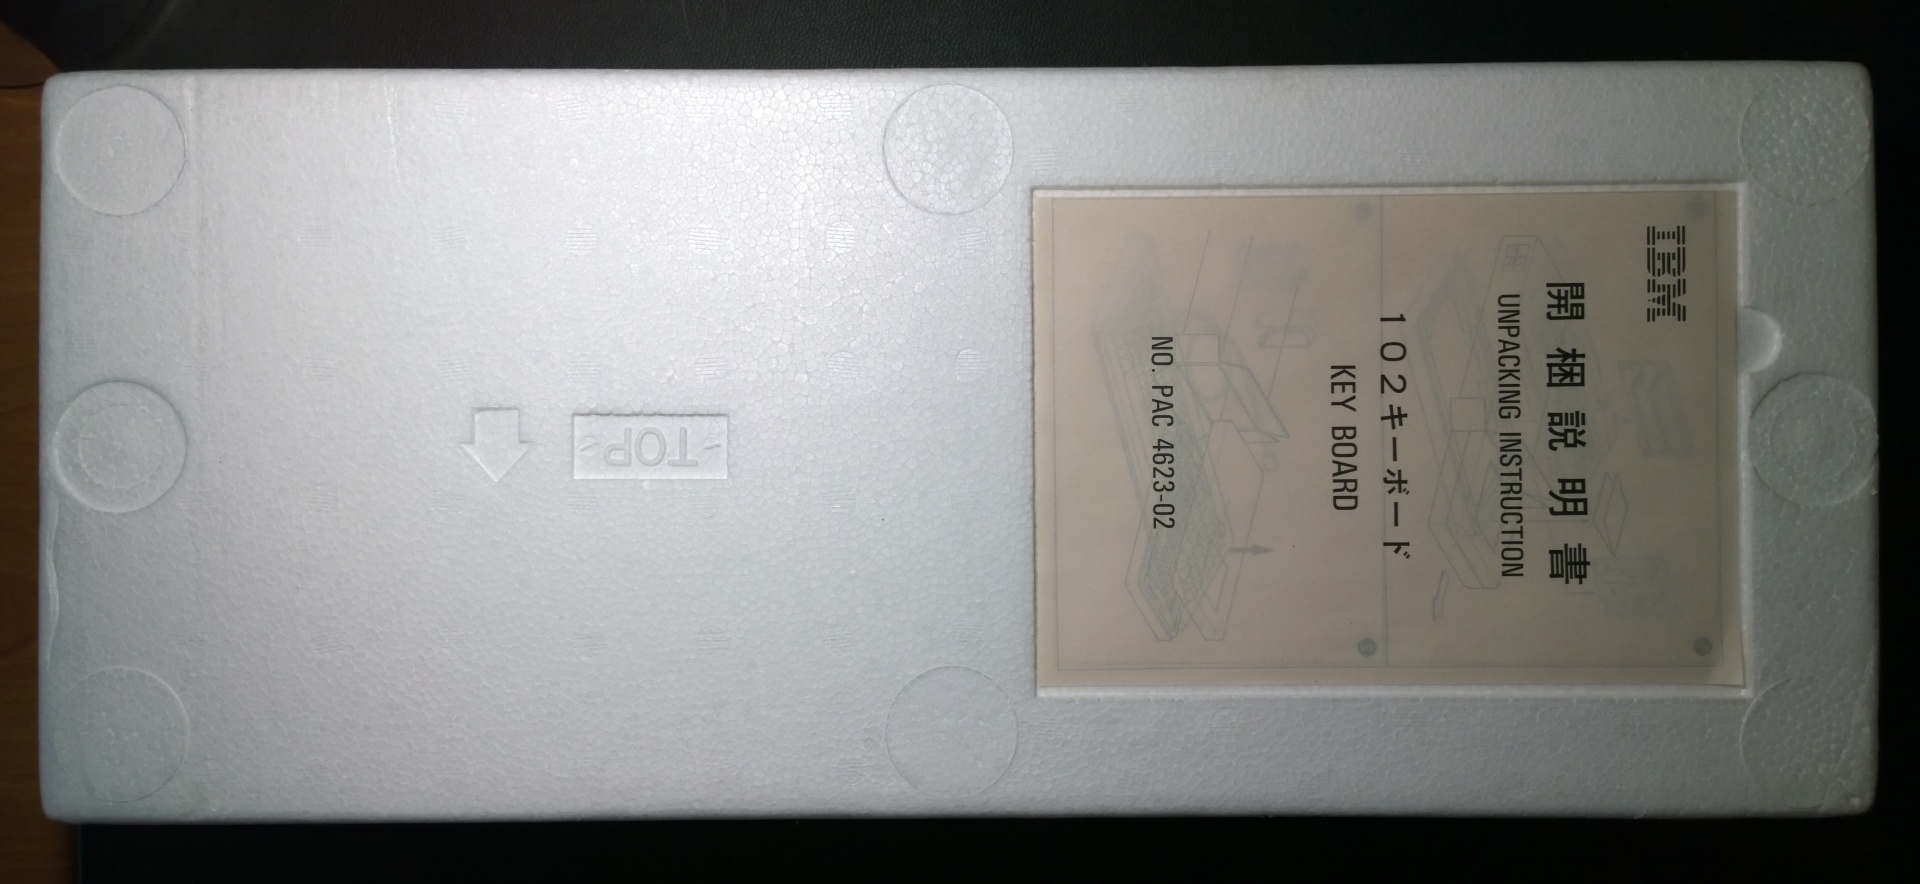 IBM
開梱説明書
UNPACKING INSTRUCTION
102キーボード
KEY BOARD
NO. PAC 4623-02
TOP